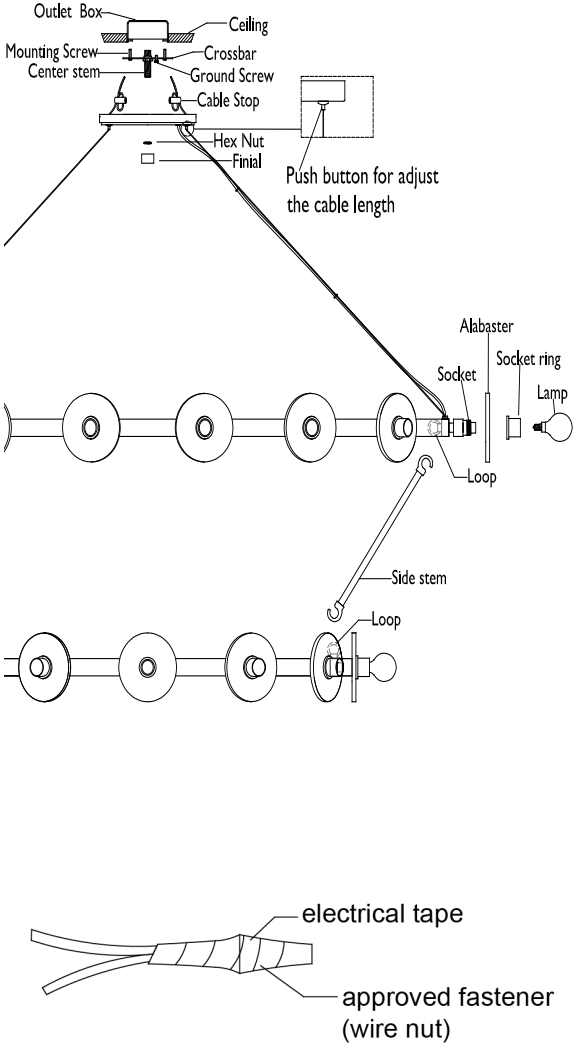 Outlet Box
Ceiling
Mounting Screw
Crossbar
Center stem
Ground Screw
Cable Stop
Hex Nut
Finial
Push button for adjust
the cable length
Alabaster
Socket ring
Socket
Lamp
Loop
Side stem
Loop
electrical tape
approved fastener
(wire nut)